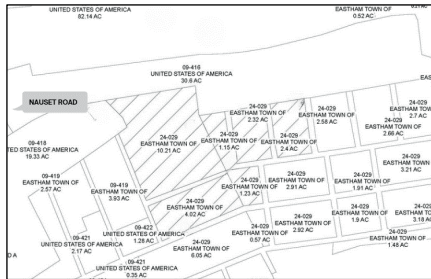 UNITED STATES OF AMERICA
82.14 AC
EASTHAM TOWN OF
0.52 AC
09-416
UNITED STATES OF AMERICA
30.6 AC
NAUSET ROAD
24-029
EASTHAM TOWN OF
2.32 AC
24-029
EASTHAM TOWN OF
2.58 AC
24-029
EASTHAM TOWN
2.7 AC
24-029
EASTHAM TOWN OF
2.66 AC
09-418
UNITED STATES OF AMERICA
19.33 AC
24-029
EASTHAM TOWN OF
10.21 AC
24-029
EASTHAM TOWN OF
1.15 AC
24-029
EASTHAM TOWN OF
2.4 AC
24-029
EASTHAM TOWN OF
3.21 AC
09-419
EASTHAM TOWN OF
2.57 AC
09-419
EASTHAM TOWN OF
3.93 AC
24-029
EASTHAM TOWN OF
1.23 AC
24-029
EASTHAM TOWN OF
2.91 AC
24-029
EASTHAM TOWN OF
1.91 AC
24-029
EASTHAM TOWN OF
4.02 AC
24-029
EASTHAM TOWN OF
2.92 AC
24-029
EASTHAM TOWN OF
1.9 AC
24-029
EASTHAM TO
3.18 AC
09-422
UNITED STATES OF AMERICA
1.28 AC
09-421
UNITED STATES OF AMERICA
2.17 AC
24-029
EASTHAM TOWN OF
6.05 AC
24-029
EASTHAM TOWN OF
0.57 AC
24-029
EASTHAM TOWN OF
1.46 AC
09-421
UNITED STATES OF AMERICA
0.35 AC